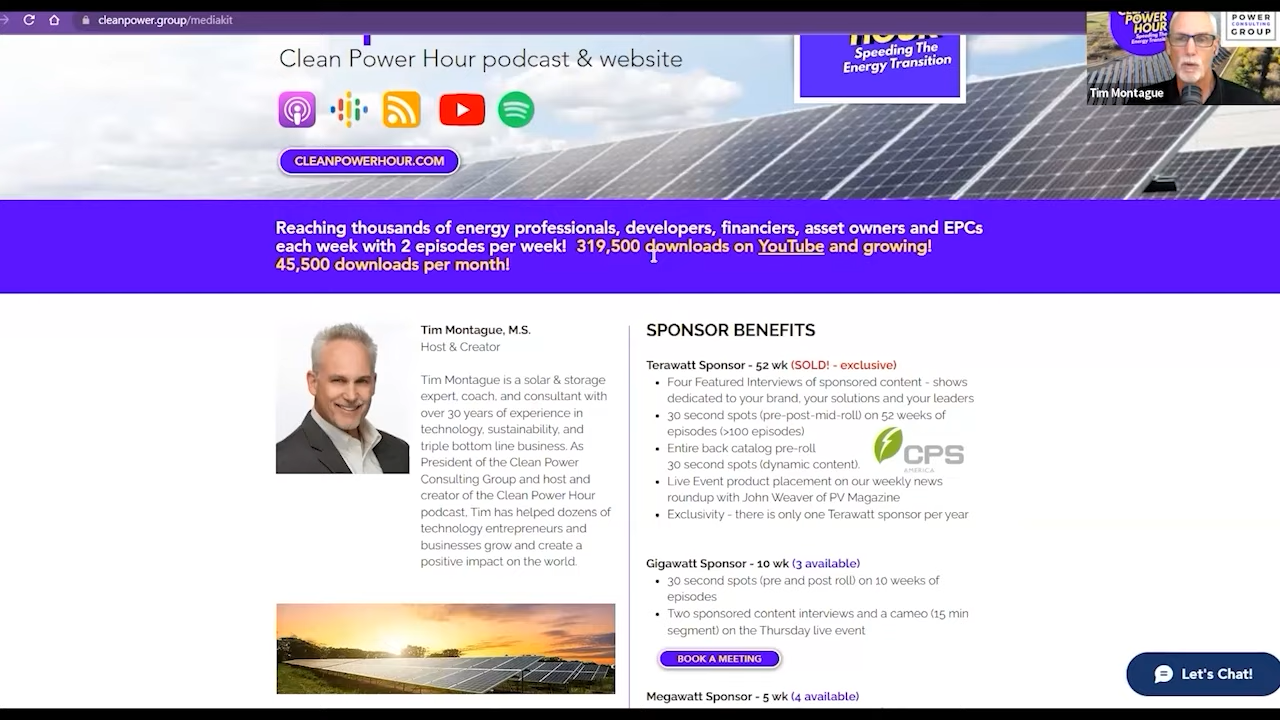 cleanpower.group/mediakit
POWER
HOUR
Speeding The
Energy Transition
POWER
CONSULTING
GROUP
Tim Montague
Clean Power Hour podcast & website
HOUR
Speeding The
Energy Transition
CLEANPOWERHOUR.COM
Reaching thousands of energy professionals, developers, financiers, asset owners and EPCs
each week with 2 episodes per week! 319,500 downloads on YouTube and growing!
45,500 downloads per month!
Tim Montague, M.S.
Host & Creator
Tim Montague is a solar & storage
expert, coach, and consultant with
over 30 years of experience in
technology, sustainability, and
triple bottom line business. As
President of the Clean Power
Consulting Group and host and
creator of the Clean Power Hour
podcast, Tim has helped dozens of
technology entrepreneurs and
businesses grow and create a
positive impact on the world.
SPONSOR BENEFITS
Terawatt Sponsor - 52 wk (SOLD! - exclusive)
Four Featured Interviews of sponsored content - shows
dedicated to your brand, your solutions and your leaders
30 second spots (pre-post-mid-roll) on 52 weeks of
episodes (>100 episodes)
Entire back catalog pre-roll
30 second spots (dynamic content).
CPS
AMERICA
Live Event product placement on our weekly news
roundup with John Weaver of PV Magazine
Exclusivity - there is only one Terawatt sponsor per year
Gigawatt Sponsor - 10 wk (3 available)
30 second spots (pre and post roll) on 10 weeks of
episodes
Two sponsored content interviews and a cameo (15 min
segment) on the Thursday live event
BOOK A MEETING
Megawatt Sponsor - 5 wk (4 available)
Let's Chat!